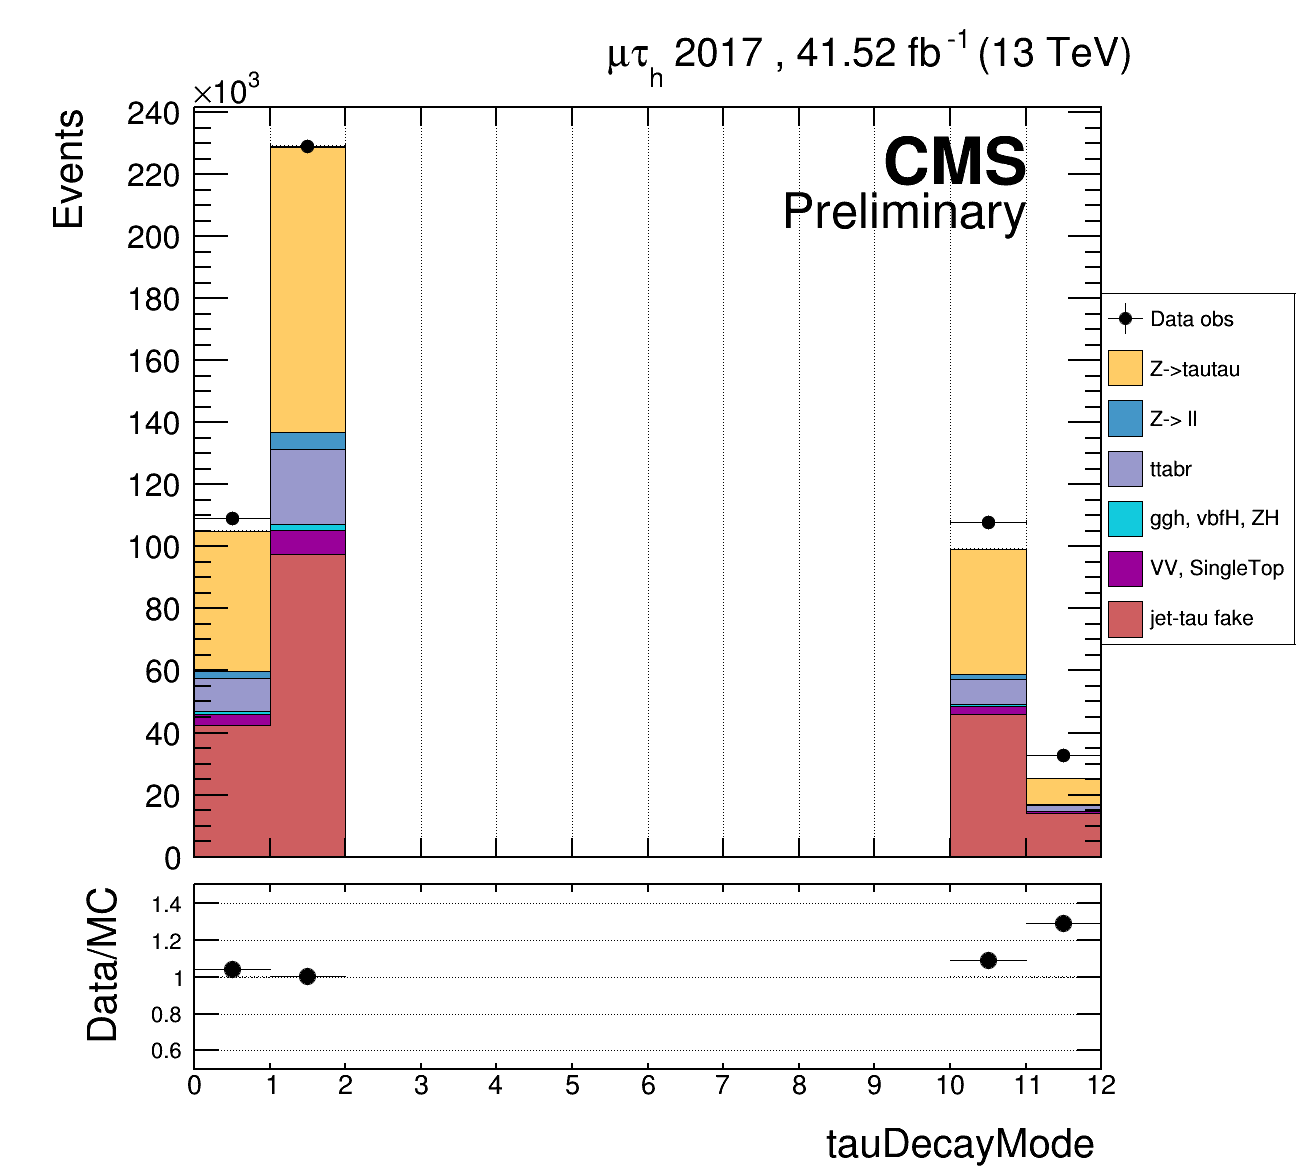 μτh 2017 , 41.52 fb-1 (13 TeV)
×103
Events
240
220
200
180
160
140
120
100
80
60
40
20
0
CMS
Preliminary
Data obs
Z->tautau
Z-> ll
ttabr
ggh, vbfH, ZH
VV, SingleTop
jet-tau fake
Data/MC
1.4
1.2
1
0.8
0.6
0 1 2 3 4 5 6 7 8 9 10 11 12
tauDecayMode